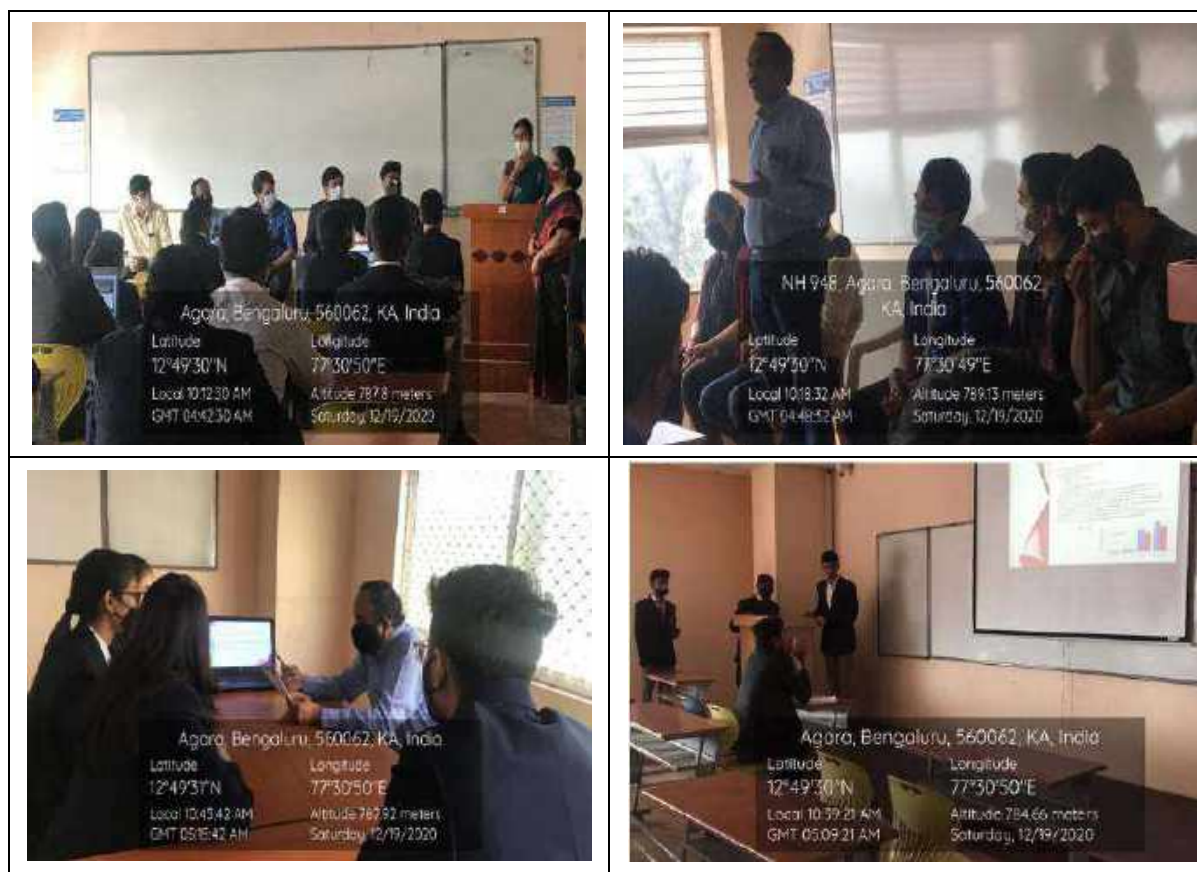 Agara, Bengaluru, 560062, KA, India
Latitude Longitude
12°49'30"N 77°30'50"E
Local 10:12:30 AM Altitude 787.8 meters
GMT 04:42:30 AM Saturday, 12/19/2020
NH 948, Agara, Bengaluru, 560062,
KA, India
Latitude Longitude
12°49'30"N 77°30'49"E
Local 10:18:32 AM Altitude 789.13 meters
GMT 04:48:32 AM Saturday, 12/19/2020
Agara, Bengaluru, 560062, KA, India
Latitude Longitude
12°49'31"N 77°30'50"E
Local 10:45:42 AM Altitude meters
GMT 05:15:42 AM Saturday, 12/19/2020
Agara, Bengaluru, 560062, KA, India
Latitude Longitude
12°49'30"N 77°30'50"E
Local 10:39:21 AM Altitude 784.66 meters
GMT 05:09:21 AM Saturday, 12/19/2020